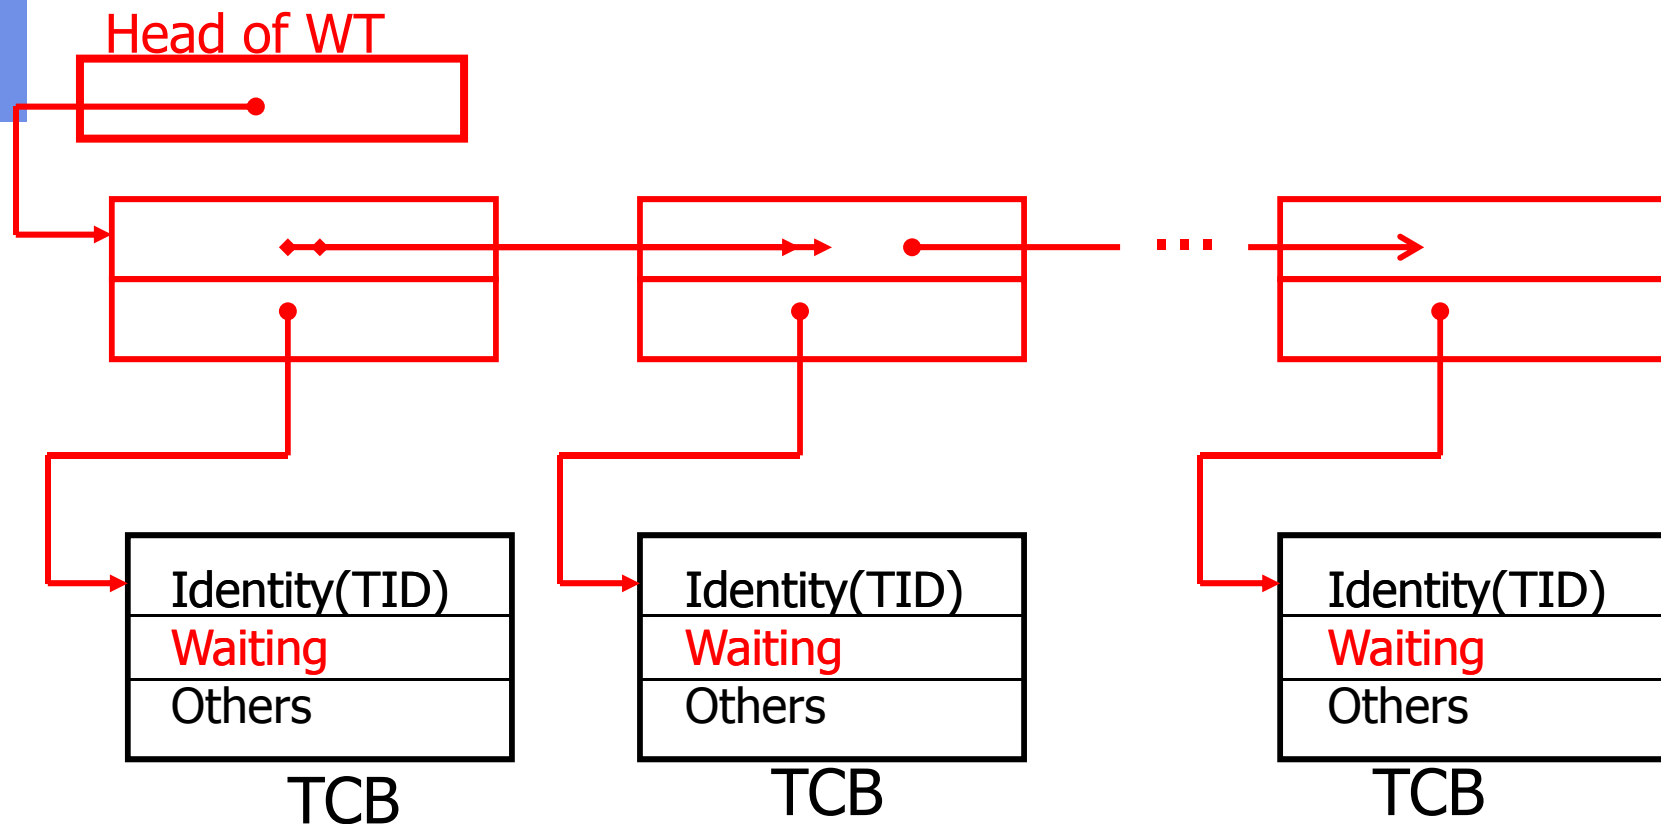 Head of WT
...
Identity(TID)
Waiting
Others
TCB
Identity(TID)
Waiting
Others
TCB
Identity(TID)
Waiting
Others
TCB